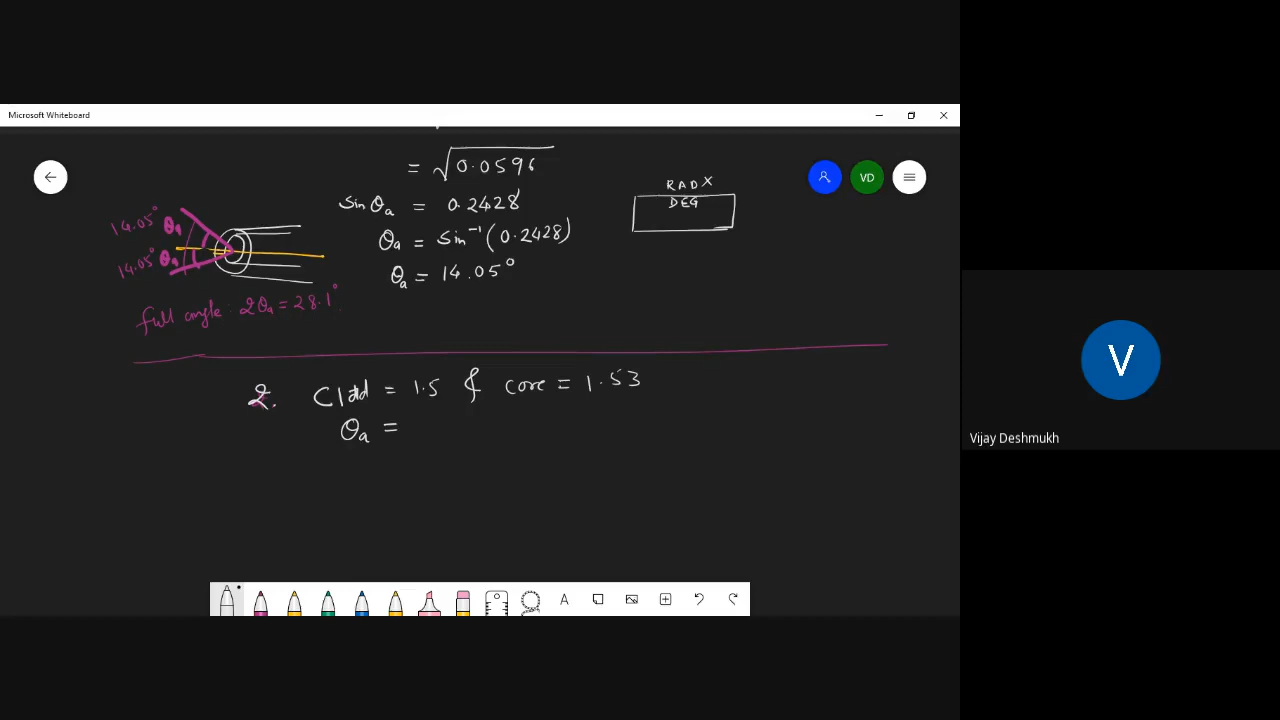 Microsoft Whiteboard
= √0.0596
sin θa = 0.2428
θa = sin⁻¹(0.2428)
θa = 14.05°
RAD X
DEG
VD
14.05° θa
14.05° θa
full angle: 2θa = 28.1°
2. Cladd = 1.5 & core = 1.53
θa =
A
V
Vijay Deshmukh